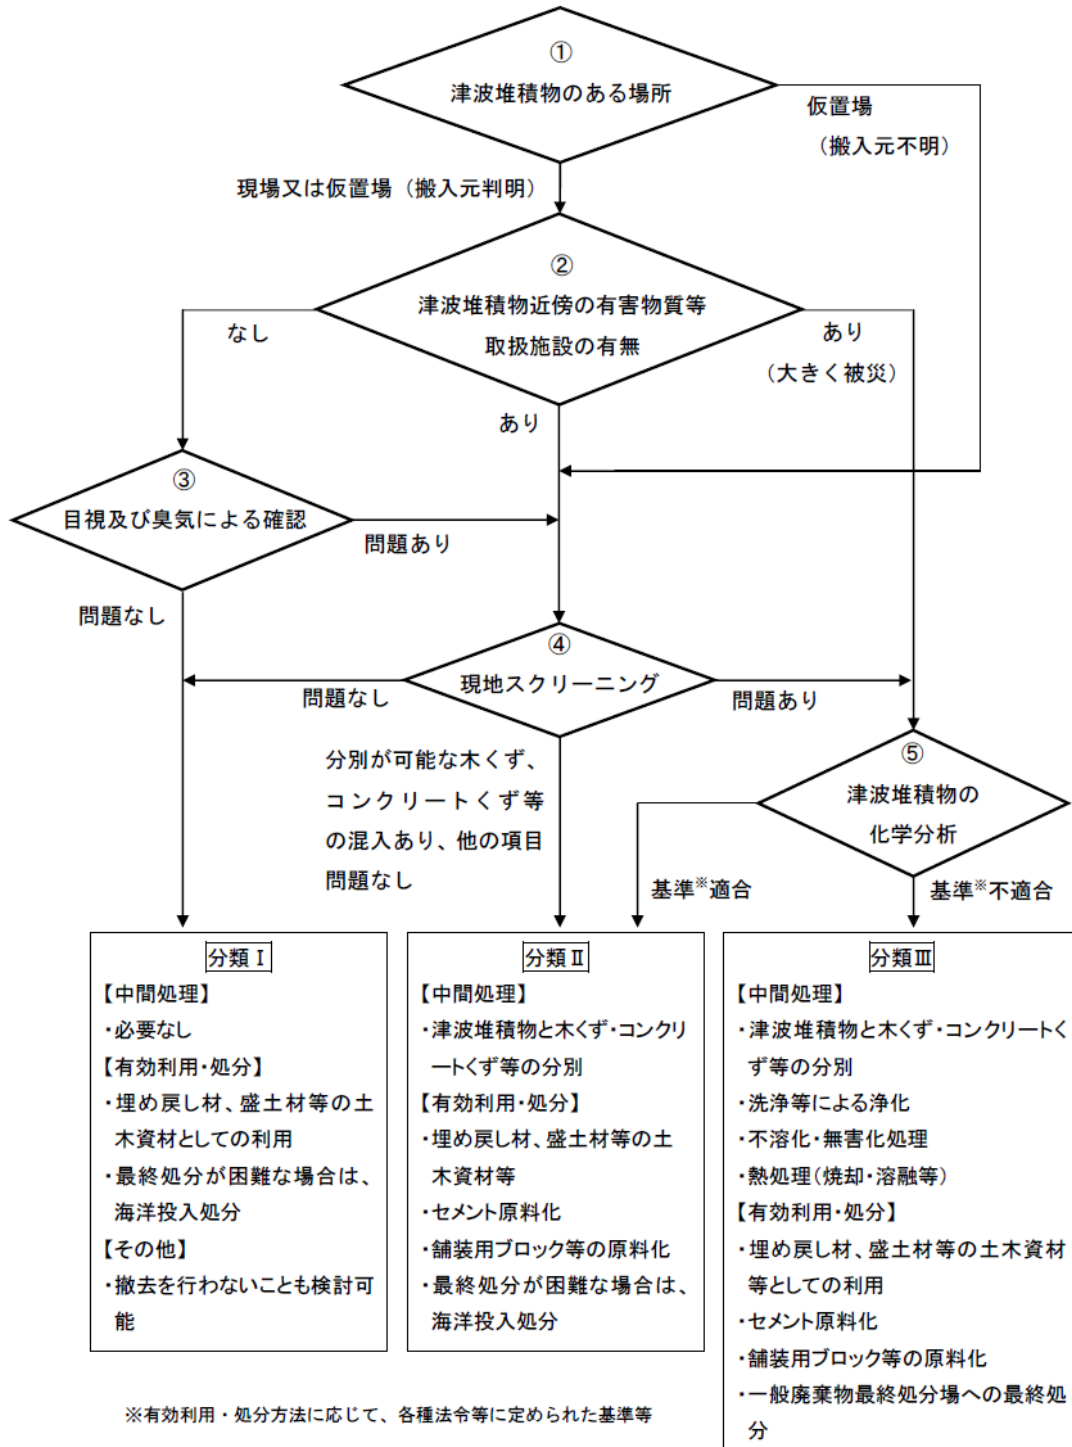 ①
津波堆積物のある場所
仮置場
（搬入元不明）
現場又は仮置場（搬入元判明）
②
津波堆積物近傍の有害物質等
取扱施設の有無
なし
あり
（大きく被災）
あり
③
目視及び臭気による確認
問題あり
問題なし
④
現地スクリーニング
問題なし
問題あり
分別が可能な木くず、
コンクリートくず等
の混入あり、他の項目
問題なし
⑤
津波堆積物の
化学分析
基準※適合
基準※不適合
分類Ⅰ
【中間処理】
・必要なし
【有効利用・処分】
・埋め戻し材、盛土材等の土
木資材としての利用
・最終処分が困難な場合は、
海洋投入処分
【その他】
・撤去を行わないことも検討可
能
分類Ⅱ
【中間処理】
・津波堆積物と木くず・コンクリ
ートくず等の分別
【有効利用・処分】
・埋め戻し材、盛土材等の土
木資材等
・セメント原料化
・舗装用ブロック等の原料化
・最終処分が困難な場合は、
海洋投入処分
分類Ⅲ
【中間処理】
・津波堆積物と木くず・コンクリートく
ず等の分別
・洗浄等による浄化
・不溶化・無害化処理
・熱処理（焼却・溶融等）
【有効利用・処分】
・埋め戻し材、盛土材等の土木資材
等としての利用
・セメント原料化
・舗装用ブロック等の原料化
・一般廃棄物最終処分場への最終処
分
※有効利用・処分方法に応じて、各種法令等に定められた基準等